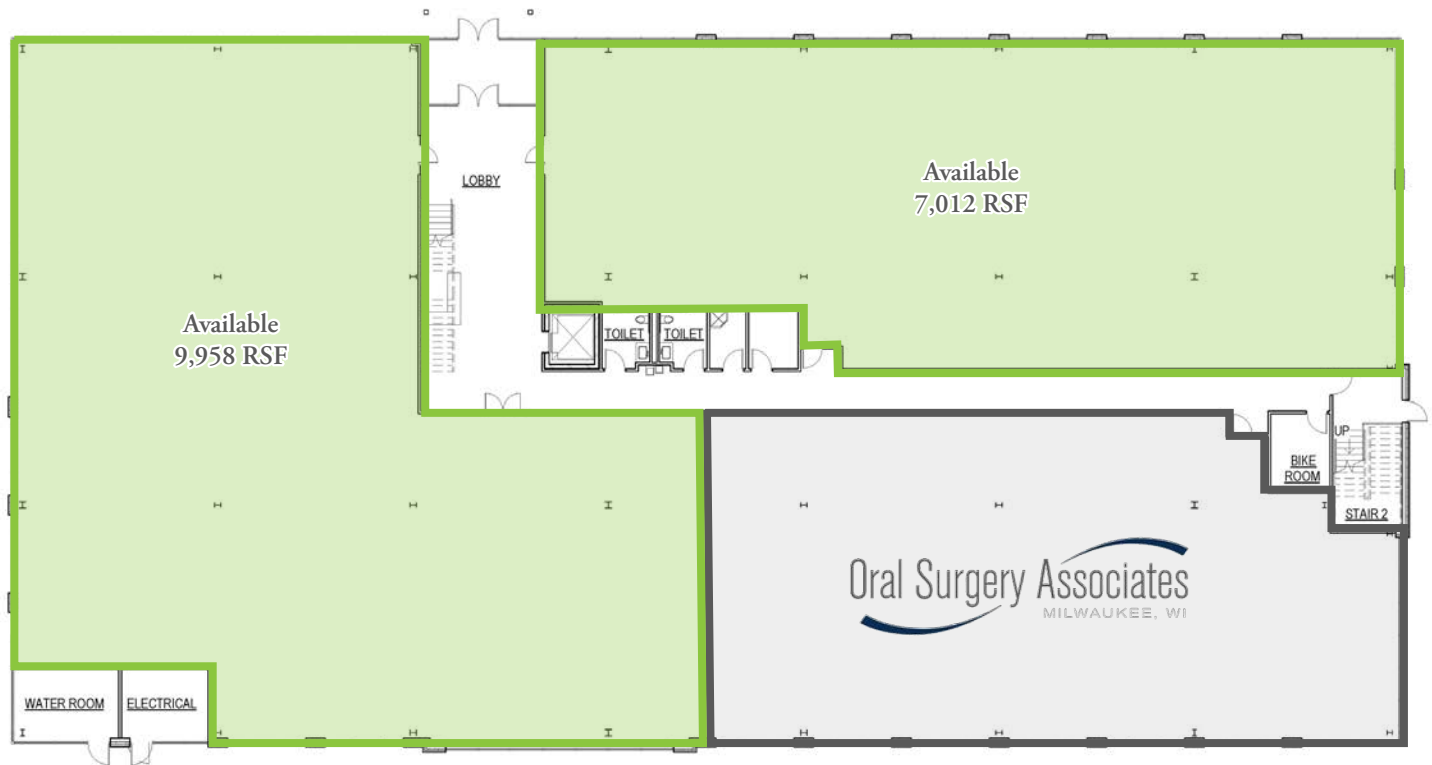 LOBBY
Available
7,012 RSF
Available
9,958 RSF
TOILET
TOILET
UP
BIKE
ROOM
STAIR 2
Oral Surgery Associates
MILWAUKEE, WI
WATER ROOM
ELECTRICAL